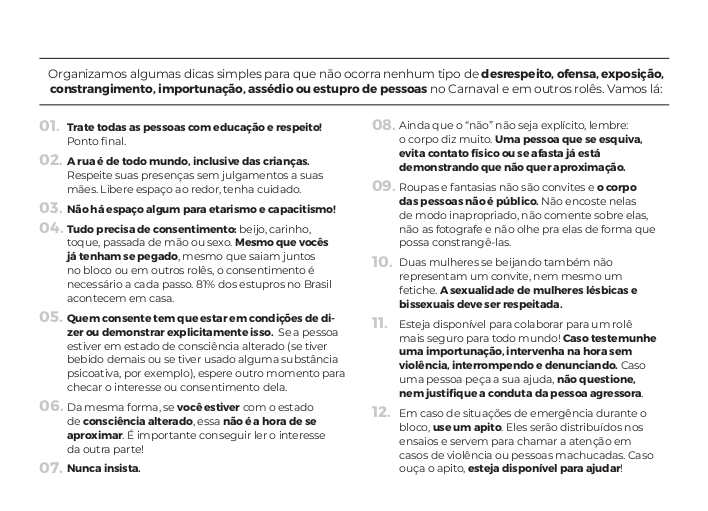 Organizamos algumas dicas simples para que não ocorra nenhum tipo de desrespeito, ofensa, exposição,
constrangimento, importunação, assédio ou estupro de pessoas no Carnaval e em outros rolês. Vamos lá:
01. Trate todas as pessoas com educação e respeito!
Ponto final.
02. A rua é de todo mundo, inclusive das crianças.
Respeite suas presenças sem julgamentos a suas
mães. Libere espaço ao redor, tenha cuidado.
03. Não há espaço algum para etarismo e capacitismo!
04. Tudo precisa de consentimento: beijo, carinho,
toque, passada de mão ou sexo. Mesmo que vocês
já tenham se pegado, mesmo que saiam juntos
no bloco ou em outros rolês, o consentimento é
necessário a cada passo. 81% dos estupros no Brasil
acontecem em casa.
05. Quem consente tem que estar em condições de di-
zer ou demonstrar explicitamente isso. Se a pessoa
estiver em estado de consciência alterado (se tiver
bebido demais ou se tiver usado alguma substância
psicoativa, por exemplo), espere outro momento para
checar o interesse ou consentimento dela.
06. Da mesma forma, se você estiver com o estado
de consciência alterado, essa não é a hora de se
aproximar. É importante conseguir ler o interesse
da outra parte!
07. Nunca insista.
08. Ainda que o “não” não seja explícito, lembre:
o corpo diz muito. Uma pessoa que se esquiva,
evita contato físico ou se afasta já está
demonstrando que não quer aproximação.
09. Roupas e fantasias não são convites e o corpo
das pessoas não é público. Não encoste nelas
de modo inapropriado, não comente sobre elas,
não as fotografe e não olhe pra elas de forma que
possa constrangê-las.
10. Duas mulheres se beijando também não
representam um convite, nem mesmo um
fetiche. A sexualidade de mulheres lésbicas e
bissexuais deve ser respeitada.
11. Esteja disponível para colaborar para um rolê
mais seguro para todo mundo! Caso testemunhe
uma importunação, intervenha na hora sem
violência, interrompendo e denunciando. Caso
uma pessoa peça a sua ajuda, não questione,
nem justifique a conduta da pessoa agressora.
12. Em caso de situações de emergência durante o
bloco, use um apito. Eles serão distribuídos nos
ensaios e servem para chamar a atenção em
casos de violência ou pessoas machucadas. Caso
ouça o apito, esteja disponível para ajudar!